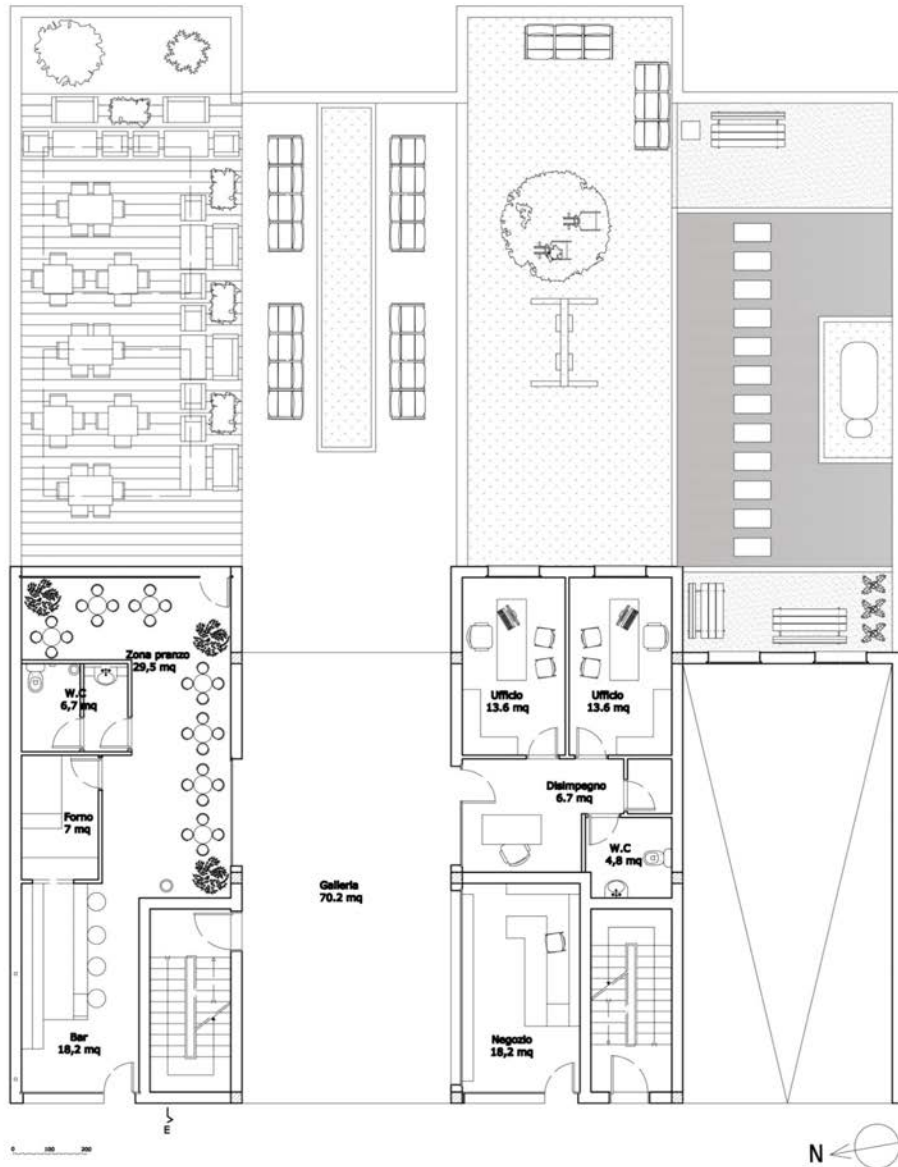 Zona pranzo
29,5 mq
W.C
6,7 mq
Ufficio
13.6 mq
Ufficio
13.6 mq
Disimpegno
6.7 mq
Forno
7 mq
W.C
4,8 mq
Galleria
70.2 mq
Bar
18,2 mq
Negozio
18,2 mq
E
0 100 200
N